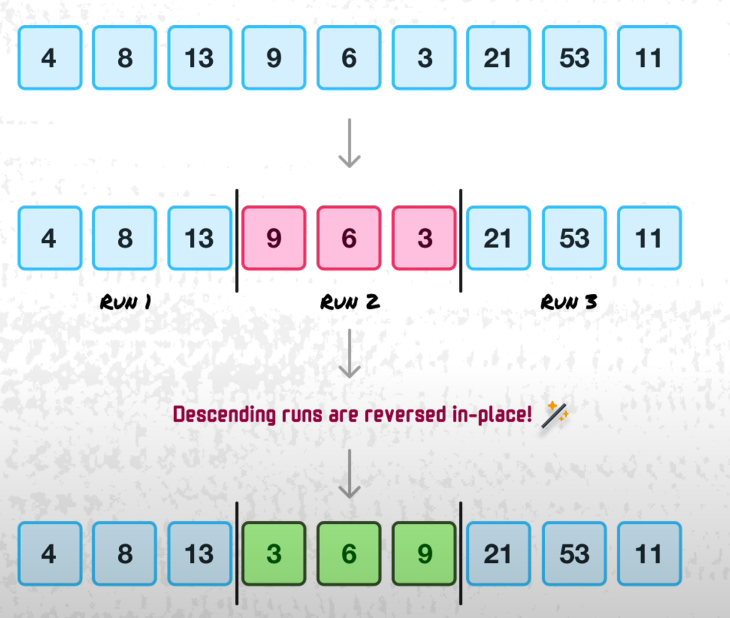 4 8 13 9 6 3 21 53 11
4 8 13 9 6 3 21 53 11
RUN 1 RUN 2 RUN 3
Descending runs are reversed in-place!
4 8 13 3 6 9 21 53 11